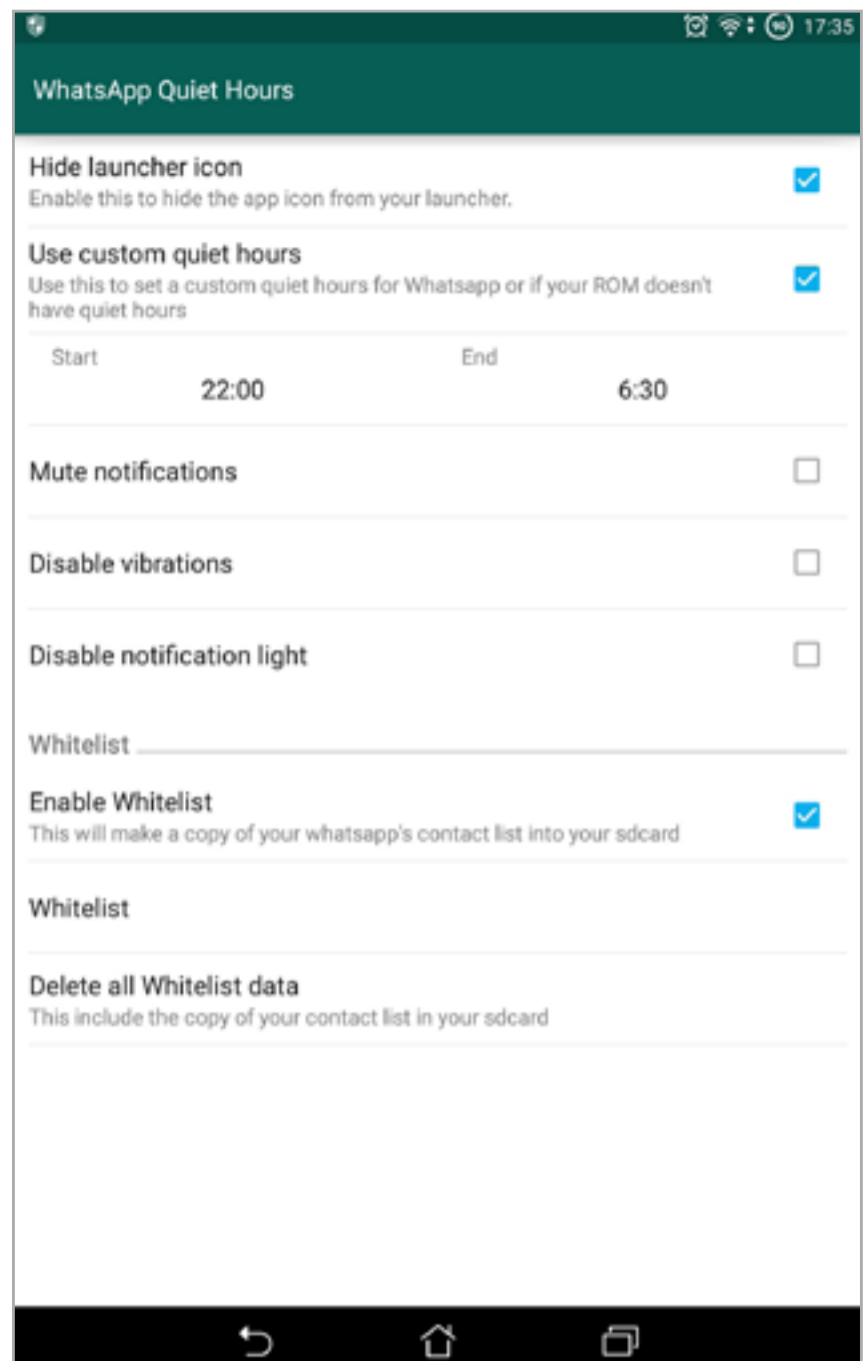 17:35
WhatsApp Quiet Hours
Hide launcher icon
Enable this to hide the app icon from your launcher.
Use custom quiet hours
Use this to set a custom quiet hours for Whatsapp or if your ROM doesn't
have quiet hours
Start End
22:00 6:30
Mute notifications
Disable vibrations
Disable notification light
Whitelist
Enable Whitelist
This will make a copy of your whatsapp's contact list into your sdcard
Whitelist
Delete all Whitelist data
This include the copy of your contact list in your sdcard